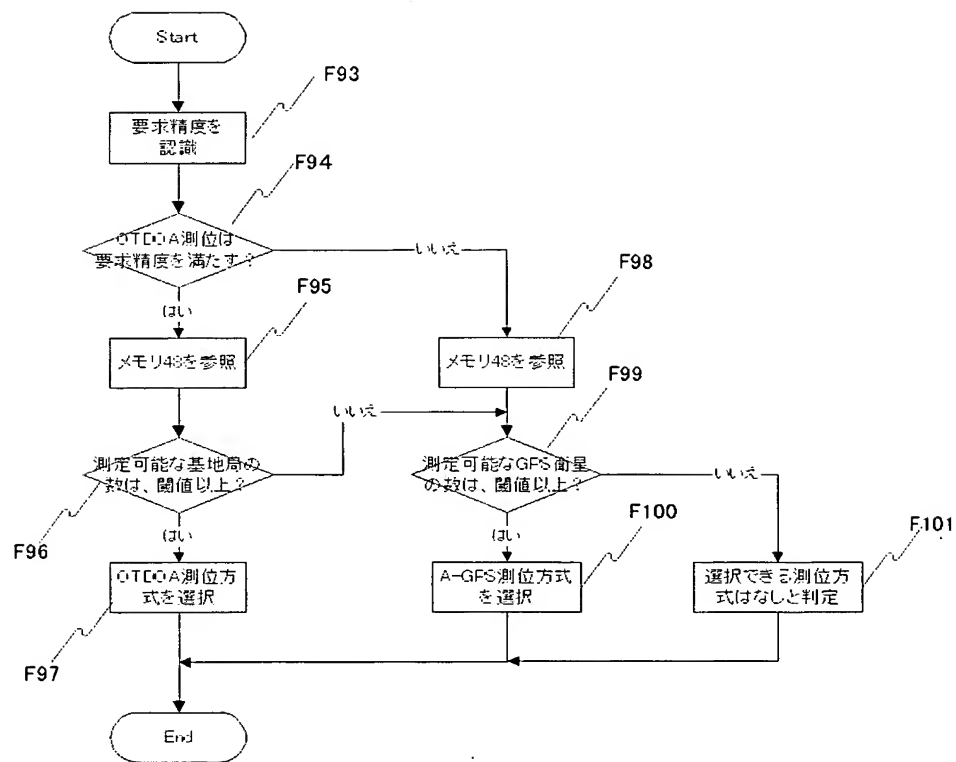 Start
F93
要求精度を
認識
F94
OTDOA測位は
要求精度を満たす?
いいえ
はい
F95
F98
メモリ48を参照
メモリ48を参照
F99
いいえ
測定可能な基地局の
数は、閾値以上?
測定可能なGPS衛星
の数は、閾値以上?
いいえ
F96
はい
はい
F100
F101
OTDOA測位方
式を選択
A-GPS測位方式
を選択
選択できる測位方
式はなしと判定
F97
End